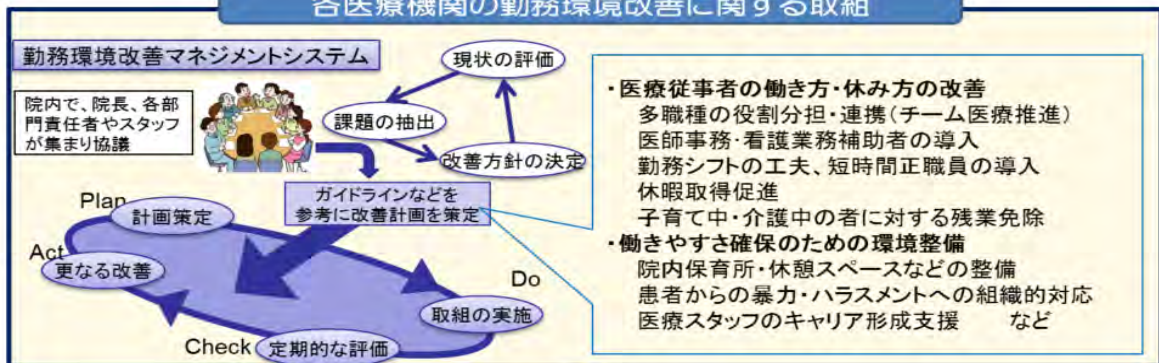 各医療機関の勤務環境改善に関する取組
勤務環境改善マネジメントシステム
院内で、院長、各部
門責任者やスタッフ
が集まり協議
現状の評価
課題の抽出
改善方針の決定
ガイドラインなどを
参考に改善計画を策定
Plan
計画策定
Act
更なる改善
Do
取組の実施
Check
定期的な評価
・医療従事者の働き方・休み方の改善
多職種の役割分担・連携(チーム医療推進)
医師事務・看護業務補助者の導入
勤務シフトの工夫、短時間正職員の導入
休暇取得促進
子育て中・介護中の者に対する残業免除
・働きやすさ確保のための環境整備
院内保育所・休憩スペースなどの整備
患者からの暴力・ハラスメントへの組織的対応
医療スタッフのキャリア形成支援　　など